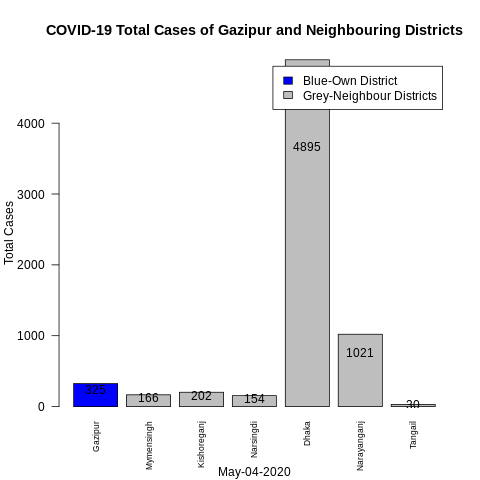 COVID-19 Total Cases of Gazipur and Neighbouring Districts
Blue-Own District
Grey-Neighbour Districts
Total Cases
4000
3000
2000
1000
0
325
166
202
154
4895
1021
30
Gazipur
Mymensingh
Kishoreganj
Narsingdi
Dhaka
Narayanganj
Tangail
May-04-2020